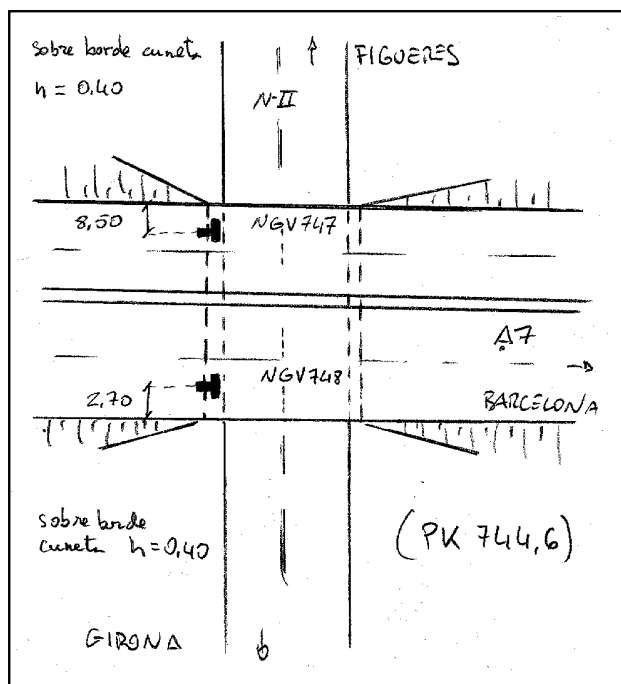 sobre borde cuneta
h = 0.40
FIGUERES
N-II
8,50
NGV747
A7
NGV748
2,70
BARCELONA
sobre borde
cuneta h=0,40
(PK 744,6)
GIRONA